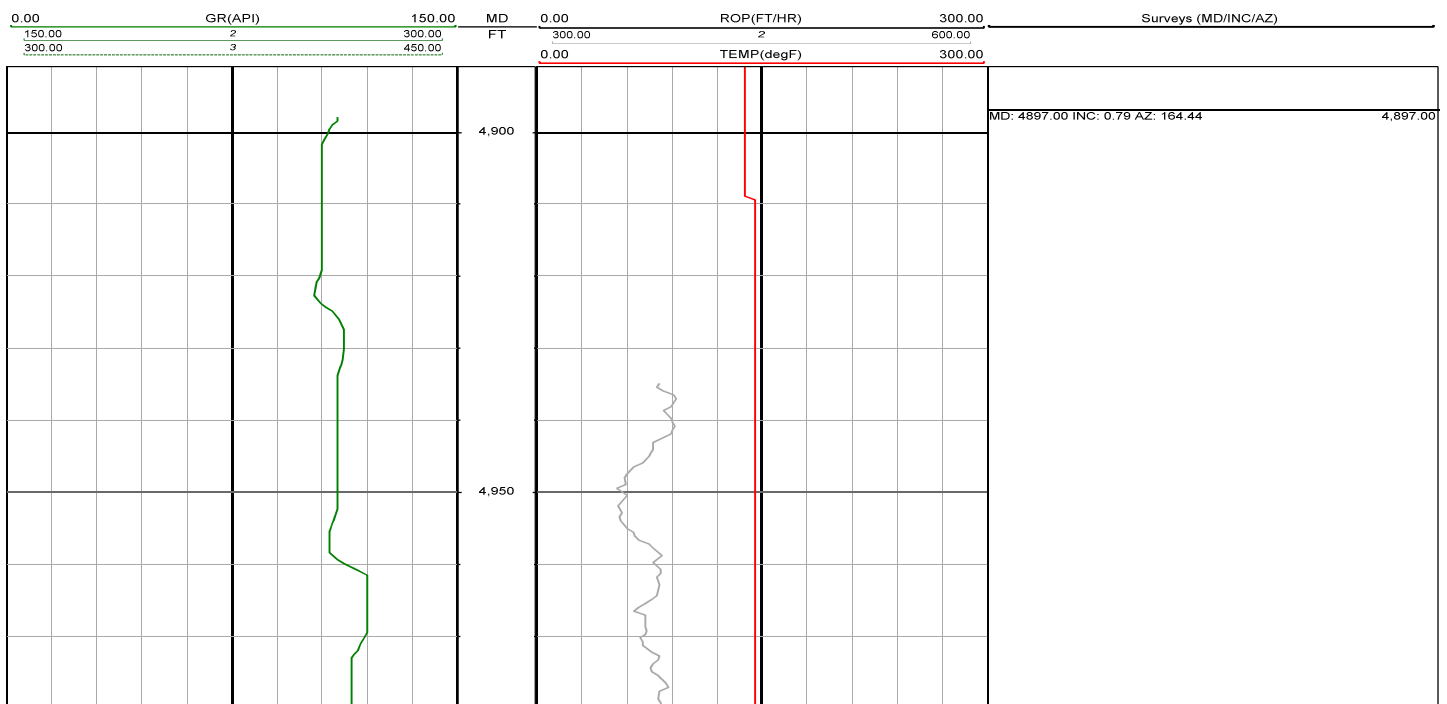 0.00 GR(API) 150.00 MD 0.00 ROP(FT/HR) 300.00 Surveys (MD/INC/AZ)
150.00 2 300.00 FT 300.00 2 600.00
300.00 3 450.00
0.00 TEMP(degF) 300.00
MD: 4897.00 INC: 0.79 AZ: 164.44 4,897.00
4,900
4,950